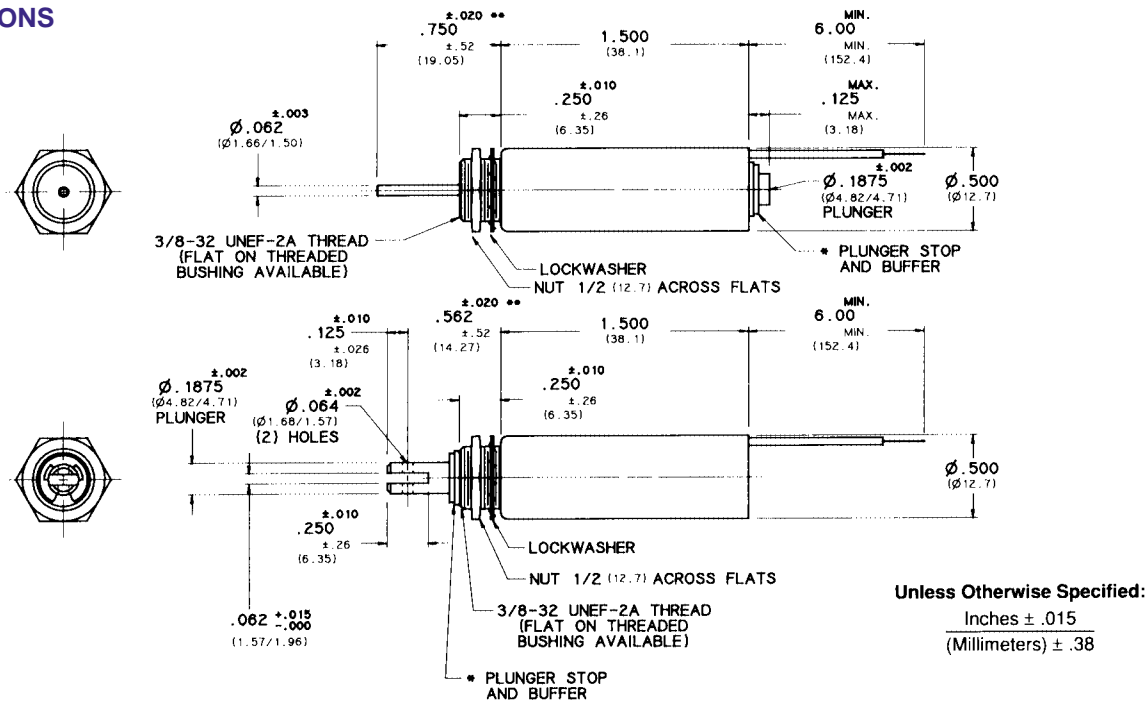 ONS
±.020 **
.750
±.52
(19.05)
1.500
(38.1)
MIN.
6.00
MIN.
(152.4)
±.010
.250
±.26
(6.35)
MAX.
.125
MAX.
(3.18)
±.003
Ø.062
(Ø1.66/1.50)
±.002
Ø.1875
(Ø4.82/4.71)
PLUNGER
Ø.500
(Ø12.7)
3/8-32 UNEF-2A THREAD
(FLAT ON THREADED
BUSHING AVAILABLE)
LOCKWASHER
NUT 1/2 (12.7) ACROSS FLATS
* PLUNGER STOP
AND BUFFER
±.010
.125
±.026
(3.18)
±.020 **
.562
±.52
(14.27)
1.500
(38.1)
MIN.
6.00
MIN.
(152.4)
±.010
.250
±.26
(6.35)
±.002
Ø.1875
(Ø4.82/4.71)
PLUNGER
±.002
Ø.064
(Ø1.68/1.57)
(2) HOLES
Ø.500
(Ø12.7)
±.010
.250
±.26
(6.35)
LOCKWASHER
NUT 1/2 (12.7) ACROSS FLATS
.062 +.015
-.000
(1.57/1.96)
3/8-32 UNEF-2A THREAD
(FLAT ON THREADED
BUSHING AVAILABLE)
* PLUNGER STOP
AND BUFFER
Unless Otherwise Specified:
Inches ± .015
(Millimeters) ± .38